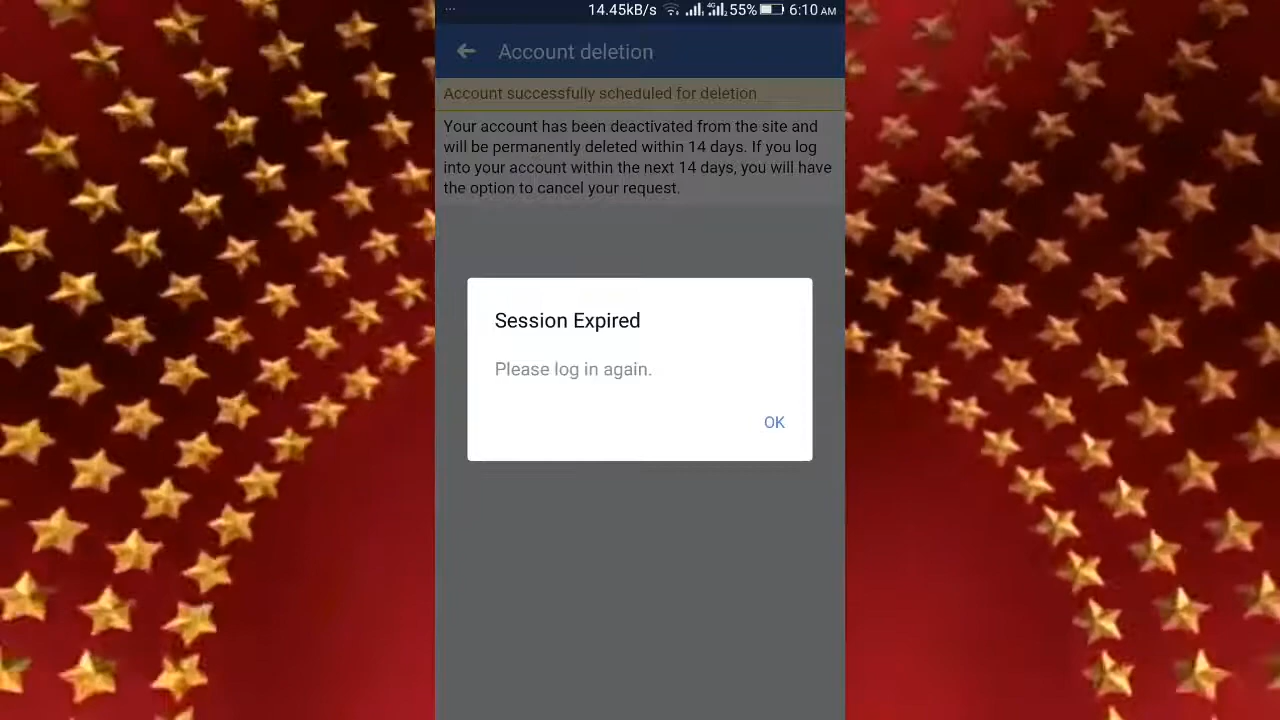 ... 14.45kB/s 4G 55% 6:10 AM
Account deletion
Account successfully scheduled for deletion
Your account has been deactivated from the site and
will be permanently deleted within 14 days. If you log
into your account within the next 14 days, you will have
the option to cancel your request.
Session Expired
Please log in again.
OK